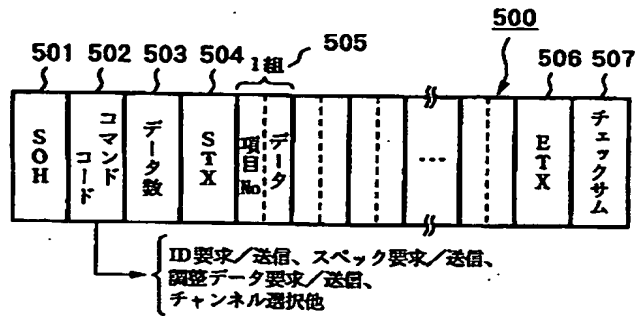 501 502 503 504 1組 505 500 506 507
SOH
コマンド
コード
データ数
STX
項目No
データ
...
ETX
チェックサム
ID要求/送信、スペック要求/送信、
調整データ要求/送信、
チャンネル選択他